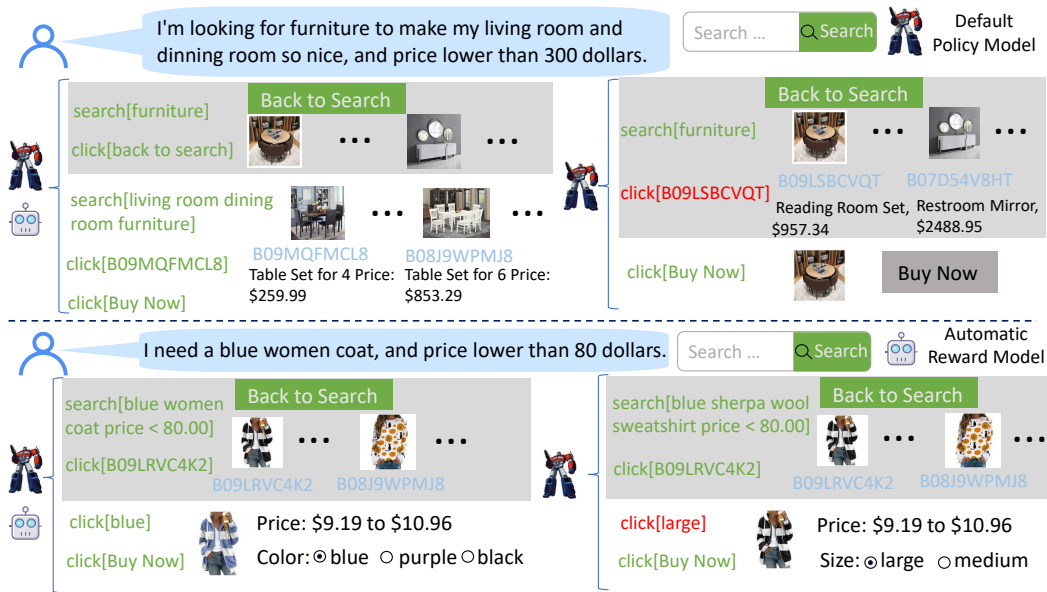 I'm looking for furniture to make my living room and
dinning room so nice, and price lower than 300 dollars.
Search ...
Search
Default
Policy Model
search[furniture]
click[back to search]
Back to Search
...
...
search[living room dining
room furniture]
click[B09MQFMCL8]
click[Buy Now]
...
...
B09MQFMCL8
Table Set for 4 Price:
$259.99
B08J9WPMJ8
Table Set for 6 Price:
$853.29
search[furniture]
click[B09LSBCVQT]
Back to Search
...
...
B09LSBCVQT
Reading Room Set,
$957.34
B07D54V8HT
Restroom Mirror,
$2488.95
click[Buy Now]
Buy Now
I need a blue women coat, and price lower than 80 dollars.
Search ...
Search
Automatic
Reward Model
search[blue women
coat price < 80.00]
click[B09LRVC4K2]
Back to Search
...
...
B09LRVC4K2
B08J9WPMJ8
click[blue]
click[Buy Now]
Price: $9.19 to $10.96
Color: blue purple black
search[blue sherpa wool
sweatshirt price < 80.00]
click[B09LRVC4K2]
Back to Search
...
...
B09LRVC4K2
B08J9WPMJ8
click[large]
click[Buy Now]
Price: $9.19 to $10.96
Size: large medium